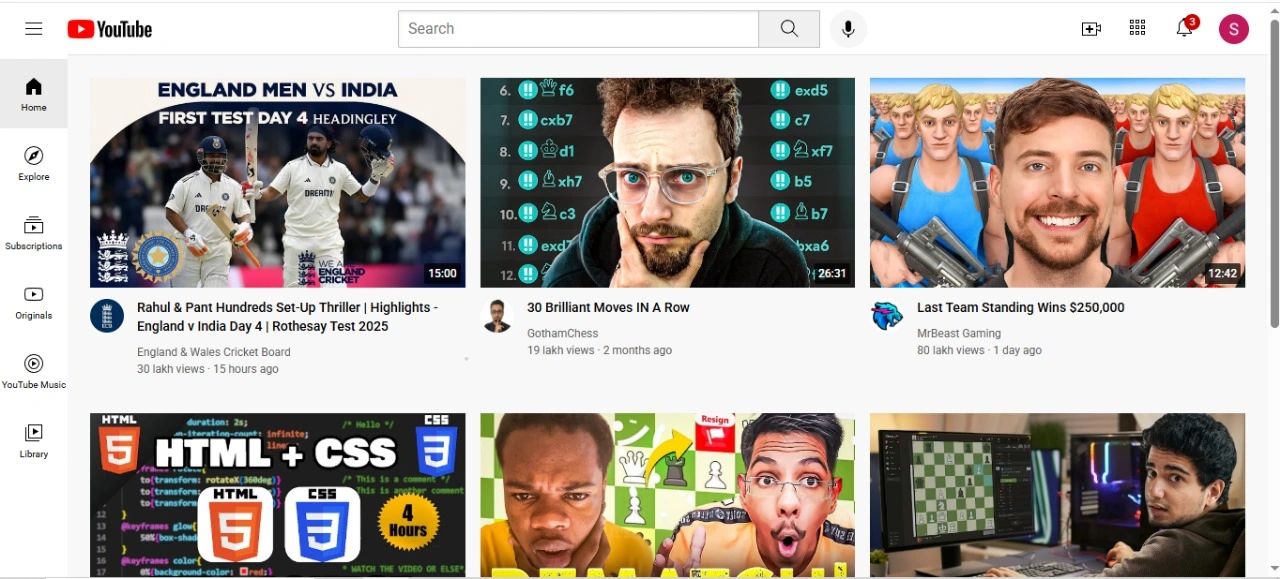 YouTube
Search
3
S
Home
Explore
Subscriptions
Originals
YouTube Music
Library
ENGLAND MEN VS INDIA
FIRST TEST DAY 4 HEADINGLEY
DREAM11
WE ARE
ENGLAND
CRICKET
15:00
Rahul & Pant Hundreds Set-Up Thriller | Highlights -
England v India Day 4 | Rothesay Test 2025
England & Wales Cricket Board
30 lakh views · 15 hours ago
6. !! f6 !! exd5
7. !! cxb7 !! c7
8. !! d1 !! xf7
9. !! xh7 !! b5
10. !! c3 !! b7
11. !! bxa6
12. !!
26:31
30 Brilliant Moves IN A Row
GothamChess
19 lakh views · 2 months ago
12:42
Last Team Standing Wins $250,000
MrBeast Gaming
80 lakh views · 1 day ago
HTML
CSS
duration: 2s;
/* Hello */
infinite;
HTML + CSS
5
3
to{transform: rotateX(360deg)
/* This is a comment */
to{transform:
This is another comment
to{transform:
HTML
CSS
5
3
4
Hours
12 }
13 @keyframes glow{
14 50%{box-shad
15 }
16 @keyframes color{
0%{background-color: red;}
* WATCH THE VIDEO OR ELSE*
Resign